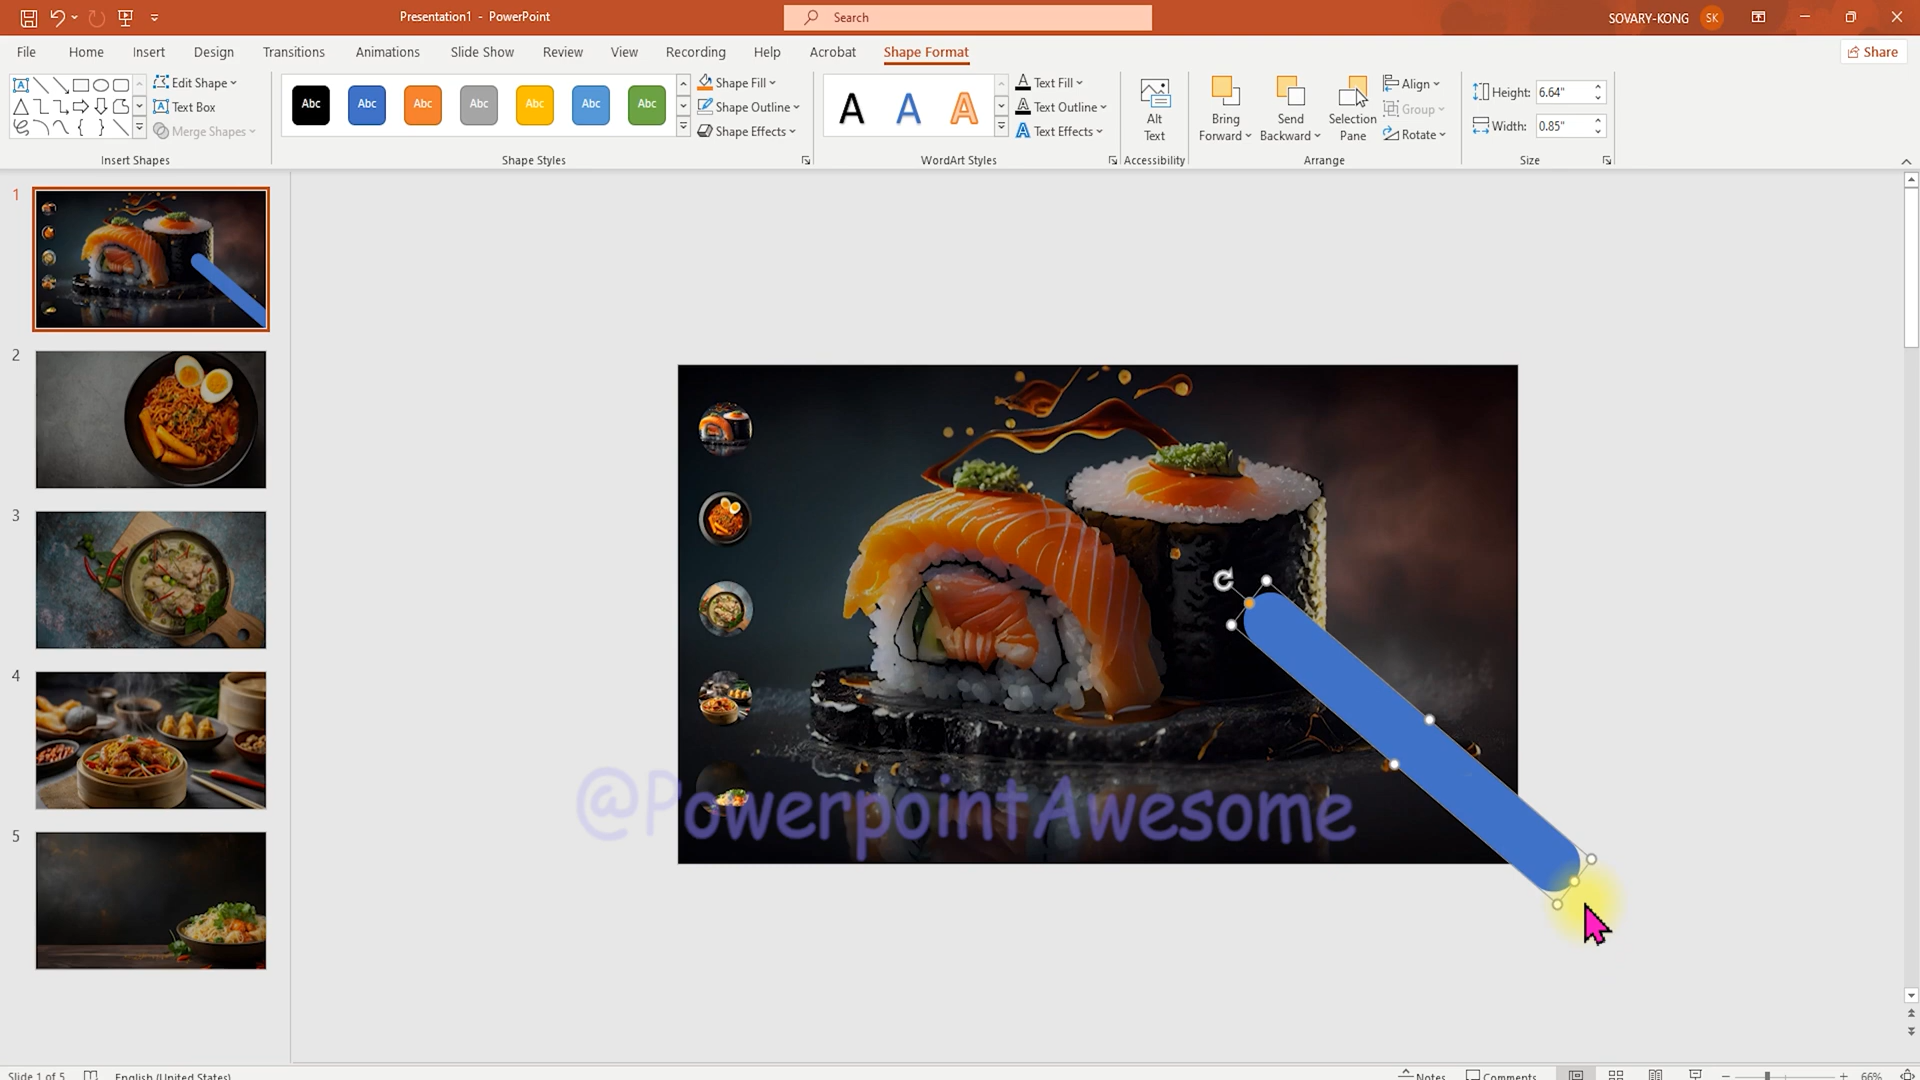 Presentation1 - PowerPoint
Search
SOVARY-KONG
SK
File
Home
Insert
Design
Transitions
Animations
Slide Show
Review
View
Recording
Help
Acrobat
Shape Format
Share
Edit Shape
Text Box
Merge Shapes
Insert Shapes
Abc
Abc
Abc
Abc
Abc
Abc
Abc
Shape Fill
Shape Outline
Shape Effects
Shape Styles
A
A
A
Text Fill
Text Outline
Text Effects
WordArt Styles
Alt
Text
Accessibility
Bring
Forward
Send
Backward
Selection
Pane
Align
Group
Rotate
Arrange
Height:
6.64"
Width:
0.85"
Size
1
2
3
4
5
@PowerpointAwesome
Slide 1 of 5
English (United States)
Notes
Comments
66%